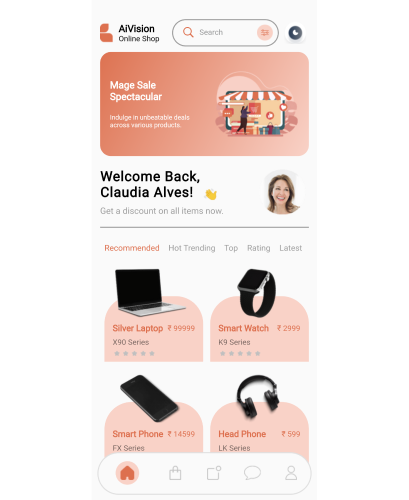 AiVision
Online Shop
Search
Mage Sale
Spectacular
Indulge in unbeatable deals
across various products.
Welcome Back,
Claudia Alves!
Get a discount on all items now.
Recommended Hot Trending Top Rating Latest
Silver Laptop ₹ 99999
X90 Series
Smart Watch ₹ 2999
K9 Series
Smart Phone ₹ 14599
FX Series
Head Phone ₹ 599
LK Series